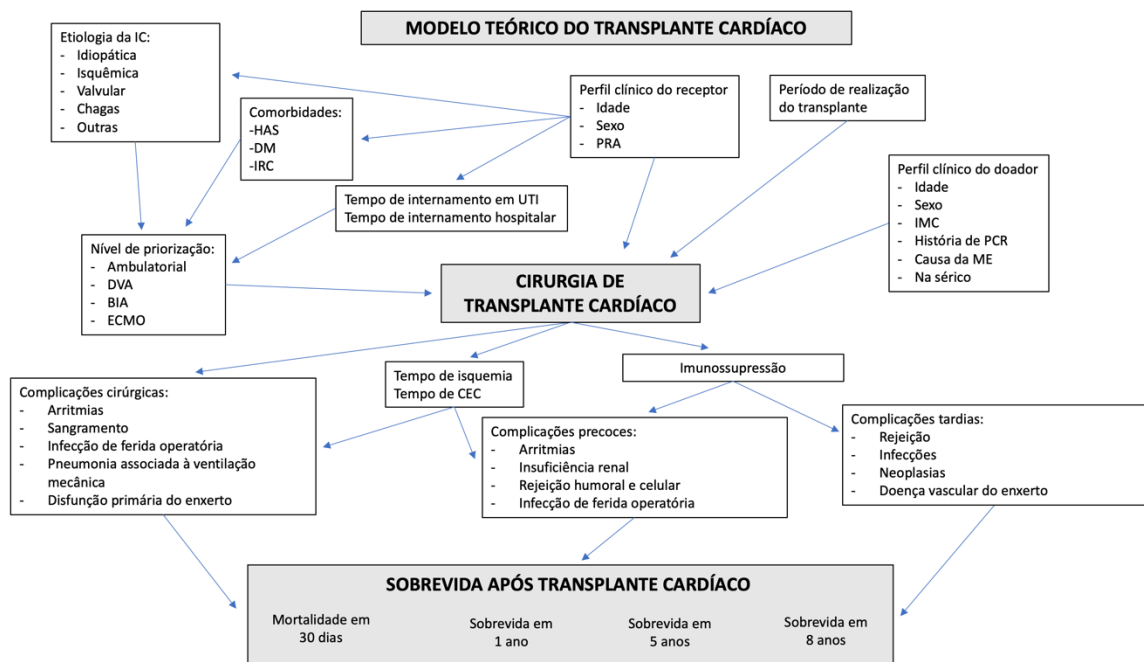 MODELO TEÓRICO DO TRANSPLANTE CARDÍACO
Etiologia da IC:
- Idiopática
- Isquêmica
- Valvular
- Chagas
- Outras
Comorbidades:
-HAS
-DM
-IRC
Perfil clínico do receptor
- Idade
- Sexo
- PRA
Período de realização
do transplante
Tempo de internamento em UTI
Tempo de internamento hospitalar
Perfil clínico do doador
- Idade
- Sexo
- IMC
- História de PCR
- Causa da ME
- Na sérico
Nível de priorização:
- Ambulatorial
- DVA
- BIA
- ECMO
CIRURGIA DE
TRANSPLANTE CARDÍACO
Complicações cirúrgicas:
- Arritmias
- Sangramento
- Infecção de ferida operatória
- Pneumonia associada à ventilação
mecânica
- Disfunção primária do enxerto
Tempo de isquemia
Tempo de CEC
Imunossupressão
Complicações precoces:
- Arritmias
- Insuficiência renal
- Rejeição humoral e celular
- Infecção de ferida operatória
Complicações tardias:
- Rejeição
- Infecções
- Neoplasias
- Doença vascular do enxerto
SOBREVIDA APÓS TRANSPLANTE CARDÍACO
Mortalidade em
30 dias
Sobrevida em
1 ano
Sobrevida em
5 anos
Sobrevida em
8 anos